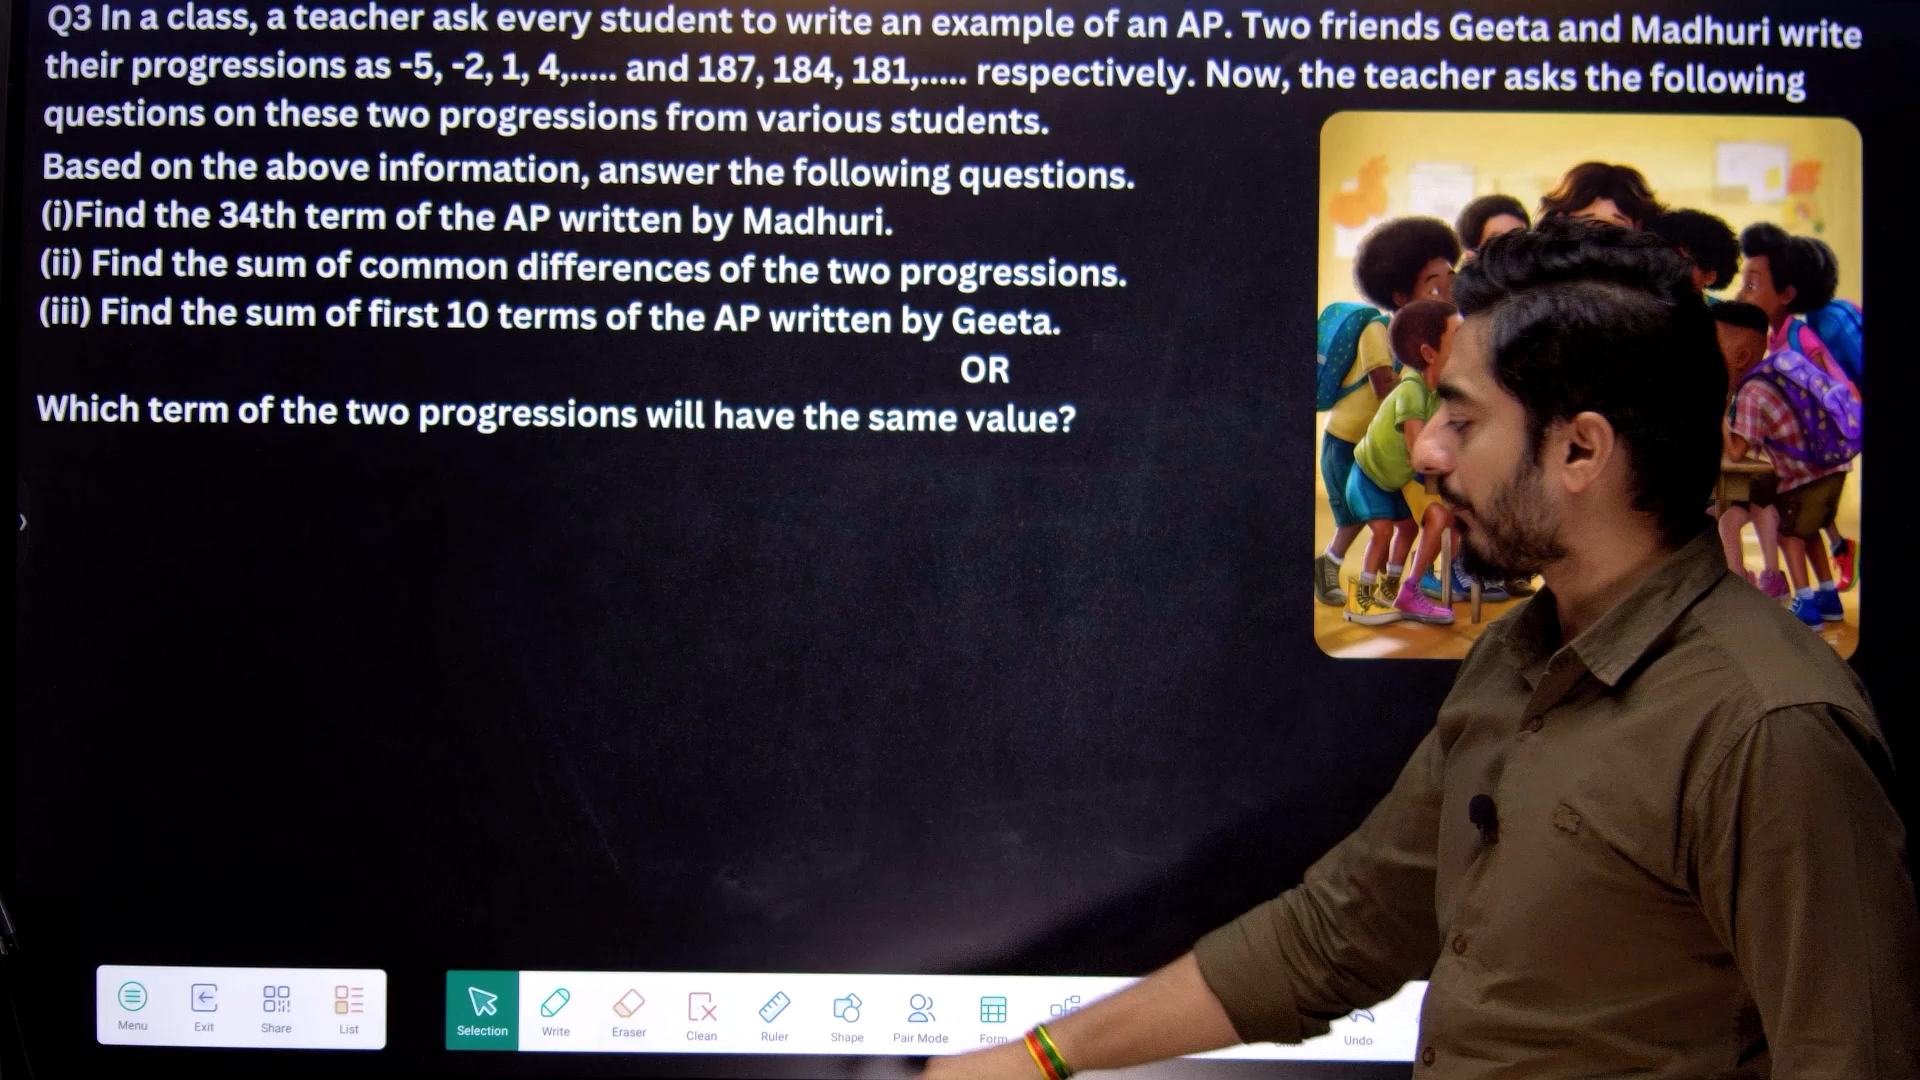 Q3 In a class, a teacher ask every student to write an example of an AP. Two friends Geeta and Madhuri write
their progressions as -5, -2, 1, 4,..... and 187, 184, 181,..... respectively. Now, the teacher asks the following
questions on these two progressions from various students.
Based on the above information, answer the following questions.
(i)Find the 34th term of the AP written by Madhuri.
(ii) Find the sum of common differences of the two progressions.
(iii) Find the sum of first 10 terms of the AP written by Geeta.
OR
Which term of the two progressions will have the same value?
Menu Exit Share List Selection Write Eraser Clean Ruler Shape Pair Mode Form Undo